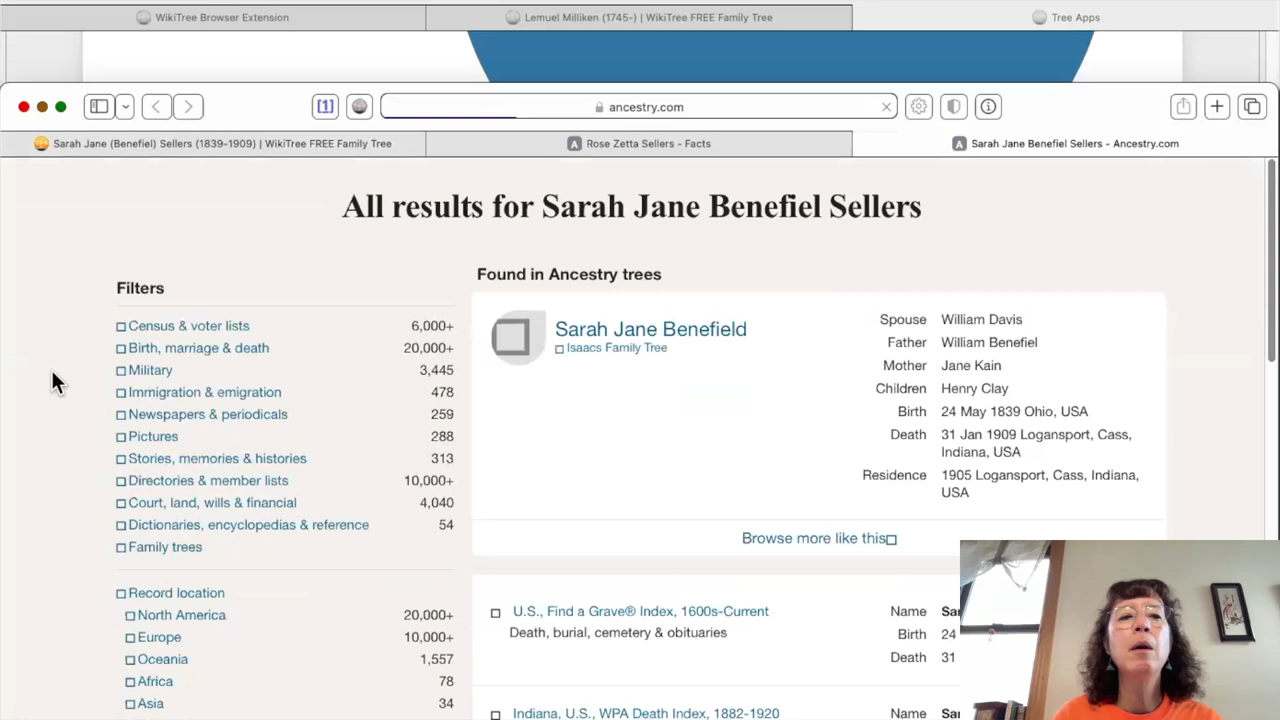 WikiTree Browser Extension
Lemuel Milliken (1745-) | WikiTree FREE Family Tree
Tree Apps
[1]
ancestry.com
Sarah Jane (Benefiel) Sellers (1839-1909) | WikiTree FREE Family Tree
A Rose Zetta Sellers - Facts
A Sarah Jane Benefiel Sellers - Ancestry.com
All results for Sarah Jane Benefiel Sellers
Filters
Census & voter lists 6,000+
Birth, marriage & death 20,000+
Military 3,445
Immigration & emigration 478
Newspapers & periodicals 259
Pictures 288
Stories, memories & histories 313
Directories & member lists 10,000+
Court, land, wills & financial 4,040
Dictionaries, encyclopedias & reference 54
Family trees
Record location
North America 20,000+
Europe 10,000+
Oceania 1,557
Africa 78
Asia 34
Found in Ancestry trees
Sarah Jane Benefield
Isaacs Family Tree
Spouse William Davis
Father William Benefiel
Mother Jane Kain
Children Henry Clay
Birth 24 May 1839 Ohio, USA
Death 31 Jan 1909 Logansport, Cass,
Indiana, USA
Residence 1905 Logansport, Cass, Indiana,
USA
Browse more like this
U.S., Find a Grave® Index, 1600s-Current
Death, burial, cemetery & obituaries
Name Sa
Birth 24
Death 31
Indiana, U.S., WPA Death Index, 1882-1920
Name Sa